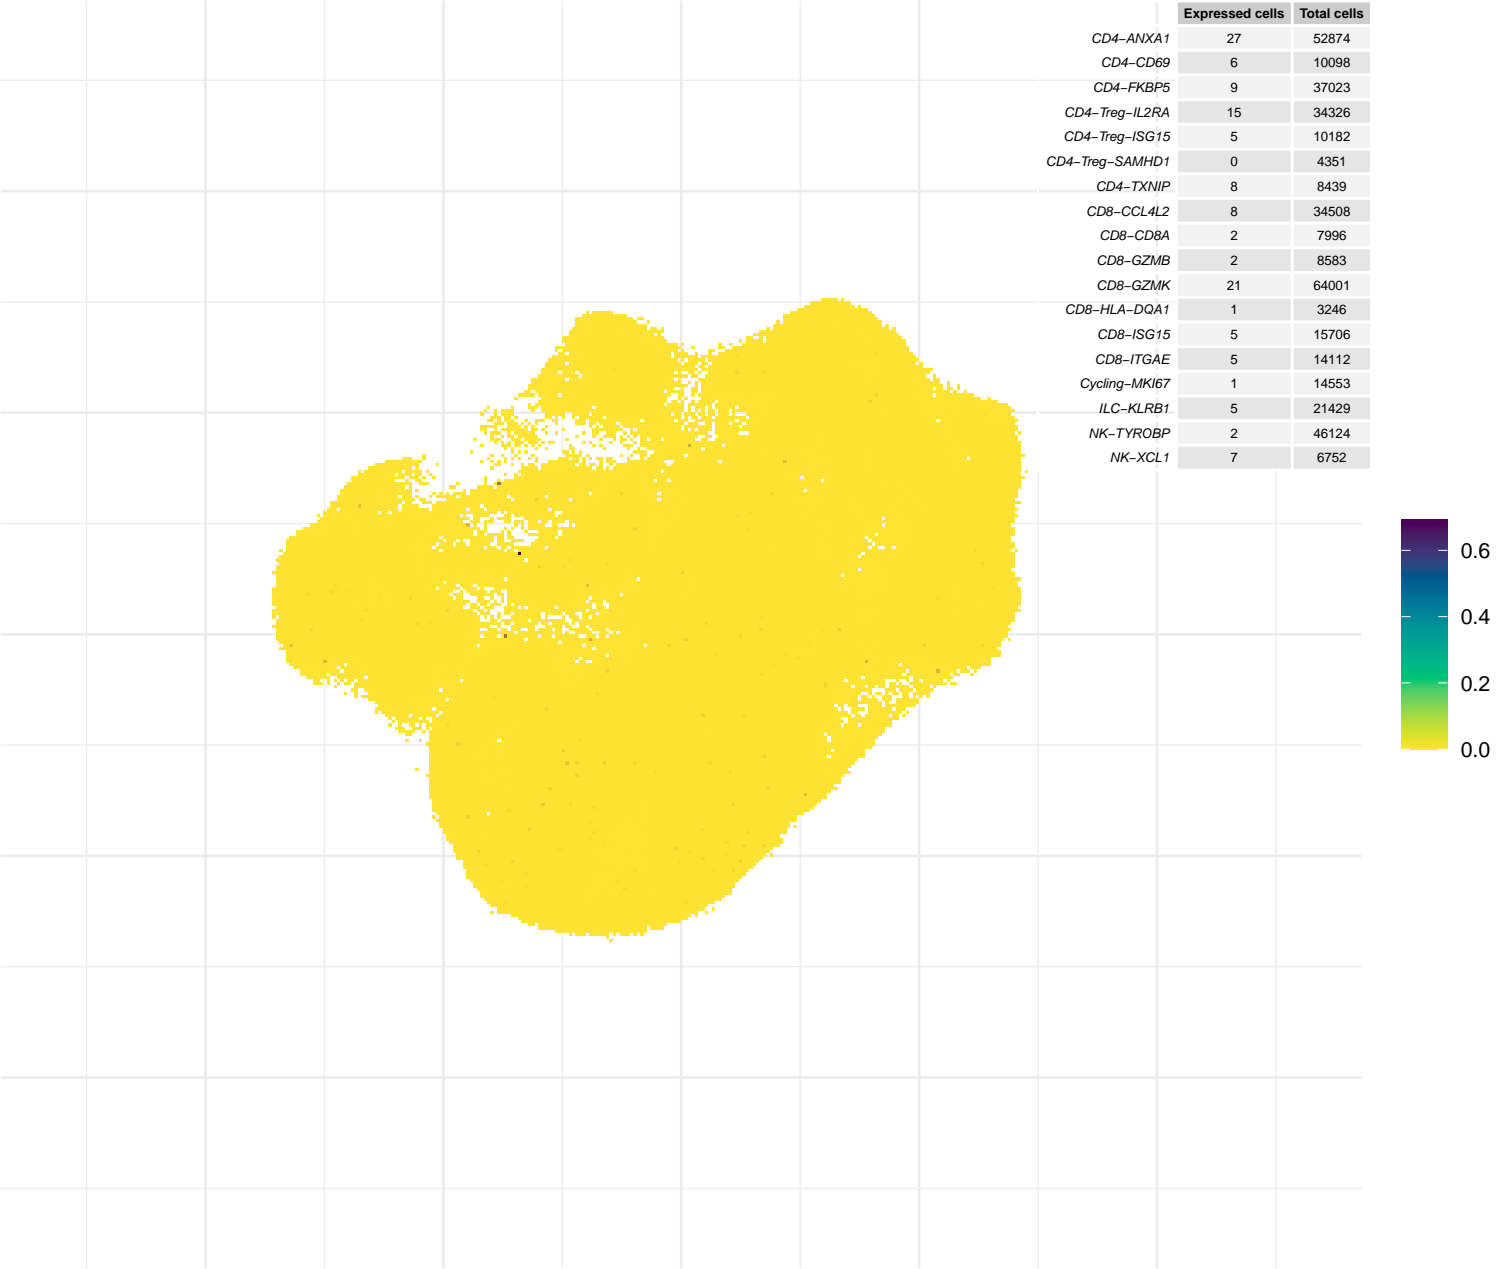 Expressed cells Total cells
CD4−ANXA1 27 52874
CD4−CD69 6 10098
CD4−FKBP5 9 37023
CD4−Treg−IL2RA 15 34326
CD4−Treg−ISG15 5 10182
CD4−Treg−SAMHD1 0 4351
CD4−TXNIP 8 8439
CD8−CCL4L2 8 34508
CD8−CD8A 2 7996
CD8−GZMB 2 8583
CD8−GZMK 21 64001
CD8−HLA−DQA1 1 3246
CD8−ISG15 5 15706
CD8−ITGAE 5 14112
Cycling−MKI67 1 14553
ILC−KLRB1 5 21429
NK−TYROBP 2 46124
NK−XCL1 7 6752
0.6
0.4
0.2
0.0